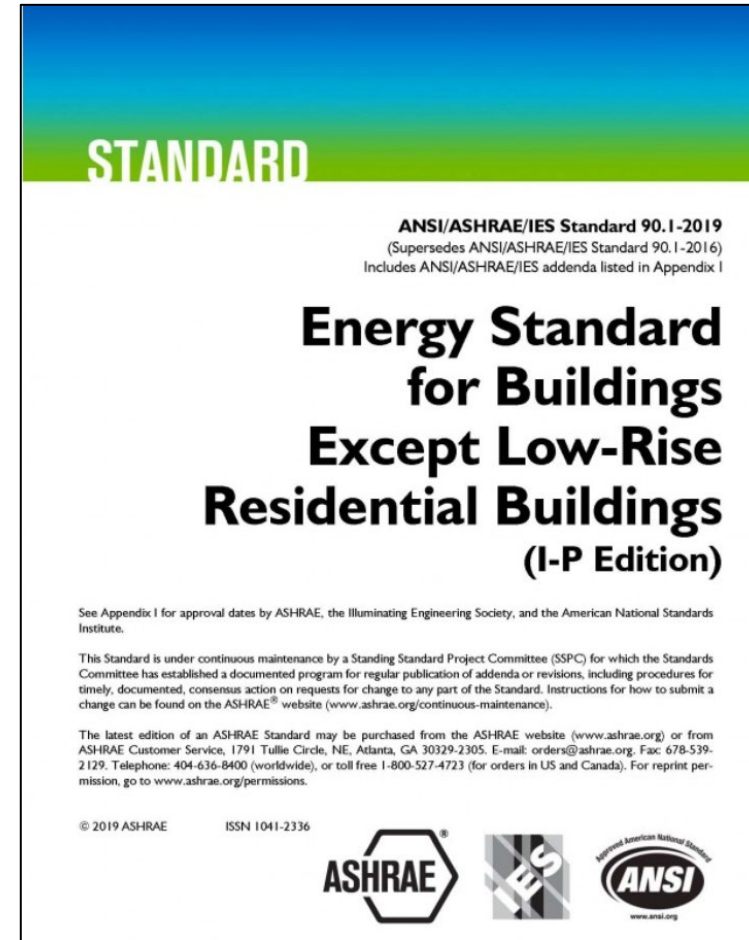 STANDARD
ANSI/ASHRAE/IES Standard 90.1-2019
(Supersedes ANSI/ASHRAE/IES Standard 90.1-2016)
Includes ANSI/ASHRAE/IES addenda listed in Appendix I
Energy Standard
for Buildings
Except Low-Rise
Residential Buildings
(I-P Edition)
See Appendix I for approval dates by ASHRAE, the Illuminating Engineering Society, and the American National Standards
Institute.
This Standard is under continuous maintenance by a Standing Standard Project Committee (SSPC) for which the Standards
Committee has established a documented program for regular publication of addenda or revisions, including procedures for
timely, documented, consensus action on requests for change to any part of the Standard. Instructions for how to submit a
change can be found on the ASHRAE® website (www.ashrae.org/continuous-maintenance).
The latest edition of an ASHRAE Standard may be purchased from the ASHRAE website (www.ashrae.org) or from
ASHRAE Customer Service, 1791 Tullie Circle, NE, Atlanta, GA 30329-2305. E-mail: orders@ashrae.org. Fax: 678-539-
2129. Telephone: 404-636-8400 (worldwide), or toll free 1-800-527-4723 (for orders in US and Canada). For reprint per-
mission, go to www.ashrae.org/permissions.
© 2019 ASHRAE ISSN 1041-2336
ASHRAE®
IES
Approved American National Standard
ANSI
www.ansi.org